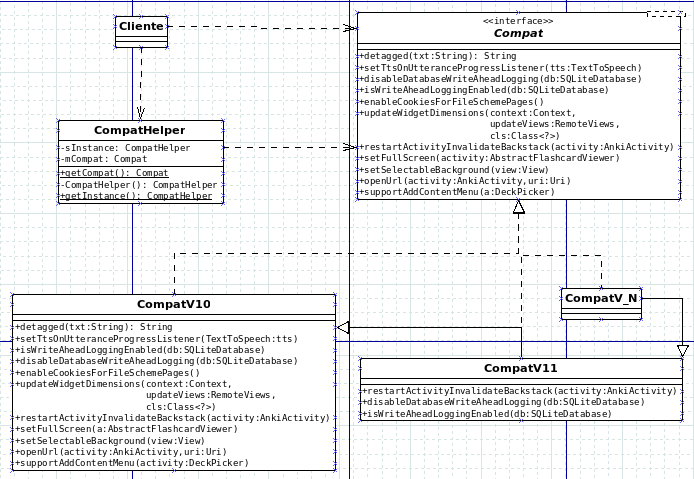 Cliente
<<interface>>
Compat
+detagged(txt:String): String
+setTtsOnUtteranceProgressListener(tts:TextToSpeech)
+disableDatabaseWriteAheadLogging(db:SQLiteDatabase)
+isWriteAheadLoggingEnabled(db:SQLiteDatabase)
+enableCookiesForFileSchemePages()
+updateWidgetDimensions(context:Context,
updateViews:RemoteViews,
cls:Class<?>)
+restartActivityInvalidateBackstack(activity:AnkiActivity)
+setFullScreen(activity:AbstractFlashcardViewer)
+setSelectableBackground(view:View)
+openUrl(activity:AnkiActivity,uri:Uri)
+supportAddContentMenu(a:DeckPicker)
CompatHelper
-sInstance: CompatHelper
-mCompat: Compat
+getCompat(): Compat
-CompatHelper(): CompatHelper
+getInstance(): CompatHelper
CompatV10
+detagged(txt:String): String
+setTtsOnUtteranceProgressListener(TextToSpeech:tts)
+isWriteAheadLoggingEnabled(db:SQLiteDatabase)
+disableDatabaseWriteAheadLogging(db:SQLiteDatabase)
+enableCookiesForFileSchemePages()
+updateWidgetDimensions(context:Context,
updateViews:RemoteViews,
cls:Class<?>)
+restartActivityInvalidateBackstack(activity:AnkiActivity)
+setFullScreen(a:AbstractFlashcardViewer)
+setSelectableBackground(view:View)
+openUrl(activity:AnkiActivity,uri:Uri)
+supportAddContentMenu(activity:DeckPicker)
CompatV_N
CompatV11
+restartActivityInvalidateBackstack(activity:AnkiActivity)
+disableDatabaseWriteAheadLogging(db:SQLiteDatabase)
+isWriteAheadLoggingEnabled(db:SQLiteDatabase)